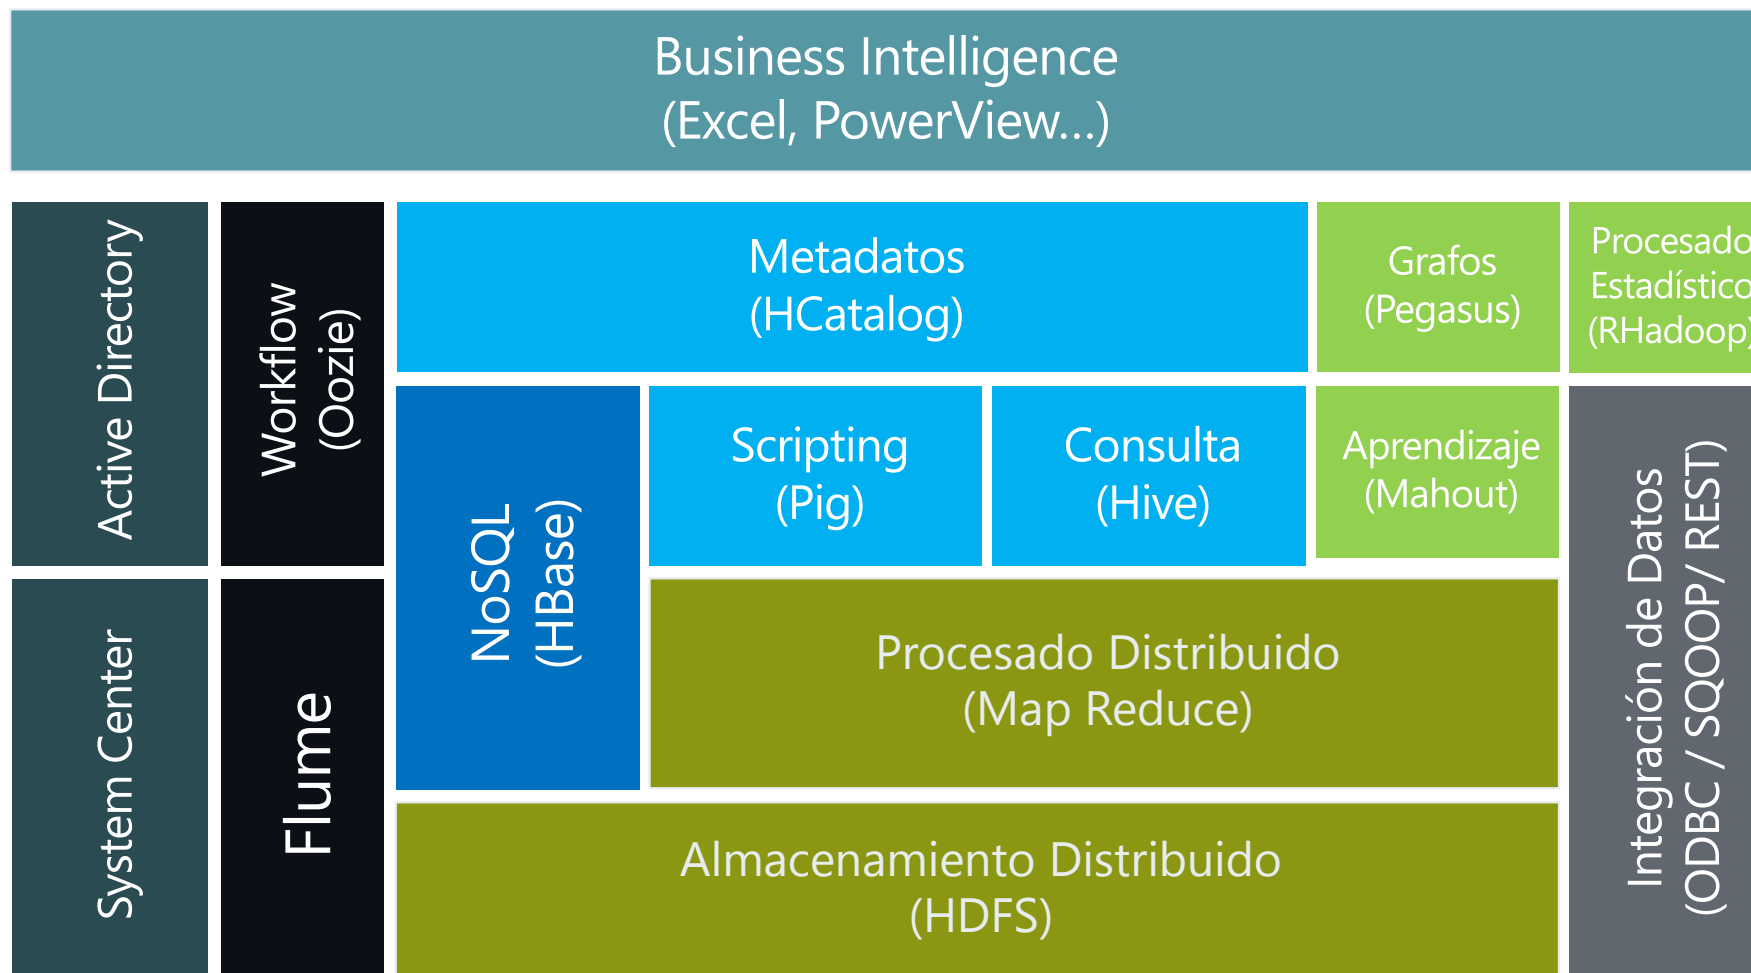 Business Intelligence
(Excel, PowerView...)
Active Directory
Workflow
(Oozie)
Metadatos
(HCatalog)
Grafos
(Pegasus)
Procesado
Estadístico
(RHadoop)
NoSQL
(HBase)
Scripting
(Pig)
Consulta
(Hive)
Aprendizaje
(Mahout)
Integración de Datos
(ODBC / SQOOP/ REST)
System Center
Flume
Procesado Distribuido
(Map Reduce)
Almacenamiento Distribuido
(HDFS)